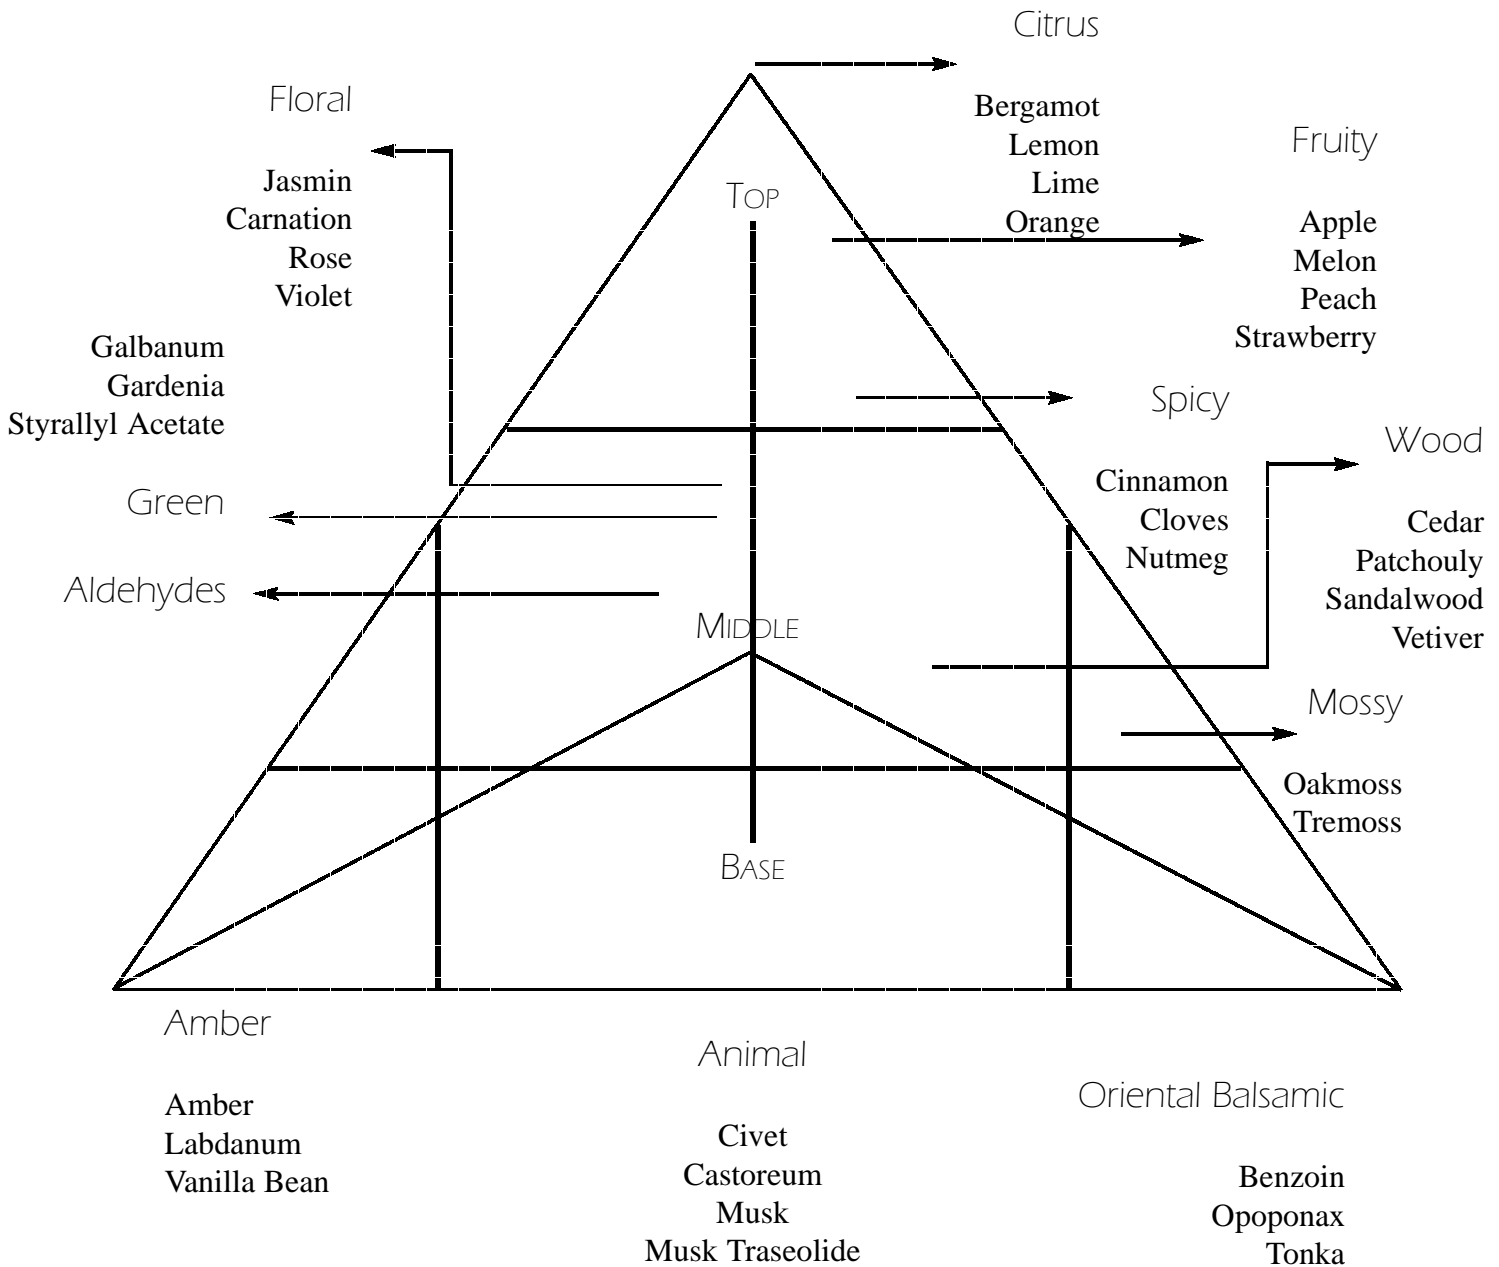 Citrus
Bergamot
Lemon
Lime
Orange
Floral
Jasmin
Carnation
Rose
Violet
Fruity
Apple
Melon
Peach
Strawberry
TOP
Galbanum
Gardenia
Styrallyl Acetate
Green
Aldehydes
Spicy
Cinnamon
Cloves
Nutmeg
Wood
Cedar
Patchouly
Sandalwood
Vetiver
MIDDLE
Mossy
Oakmoss
Tremoss
BASE
Amber
Amber
Labdanum
Vanilla Bean
Animal
Civet
Castoreum
Musk
Musk Traseolide
Oriental Balsamic
Benzoin
Opoponax
Tonka